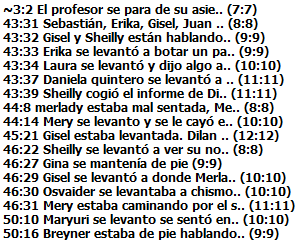 ~3:2 El profesor se para de su asie.. (7:7)
43:31 Sebastián, Erika, Gisel, Juan .. (8:8)
43:32 Gisel y Sheilly están hablando.. (9:9)
43:33 Erika se levantó a botar un pa.. (9:9)
43:34 Laura se levantó y dijo algo a.. (10:10)
43:37 Daniela quintero se levantó a .. (11:11)
43:39 Sheilly cogió el informe de Di.. (11:11)
44:8 merlady estaba mal sentada, Me.. (8:8)
44:14 Mery se levanto y se le cayó e.. (10:10)
45:21 Gisel estaba levantada. Dilan .. (12:12)
46:22 Sheilly se levantó a ver su no.. (8:8)
46:27 Gina se mantenía de pie (9:9)
46:29 Gisel se levantó a donde Merla.. (10:10)
46:30 Osvaider se levantaba a chismo.. (10:10)
46:31 Mery estaba caminando por el s.. (11:11)
50:10 Maryuri se levanto se sentó en.. (10:10)
50:16 Breyner estaba de pie hablando.. (9:9)